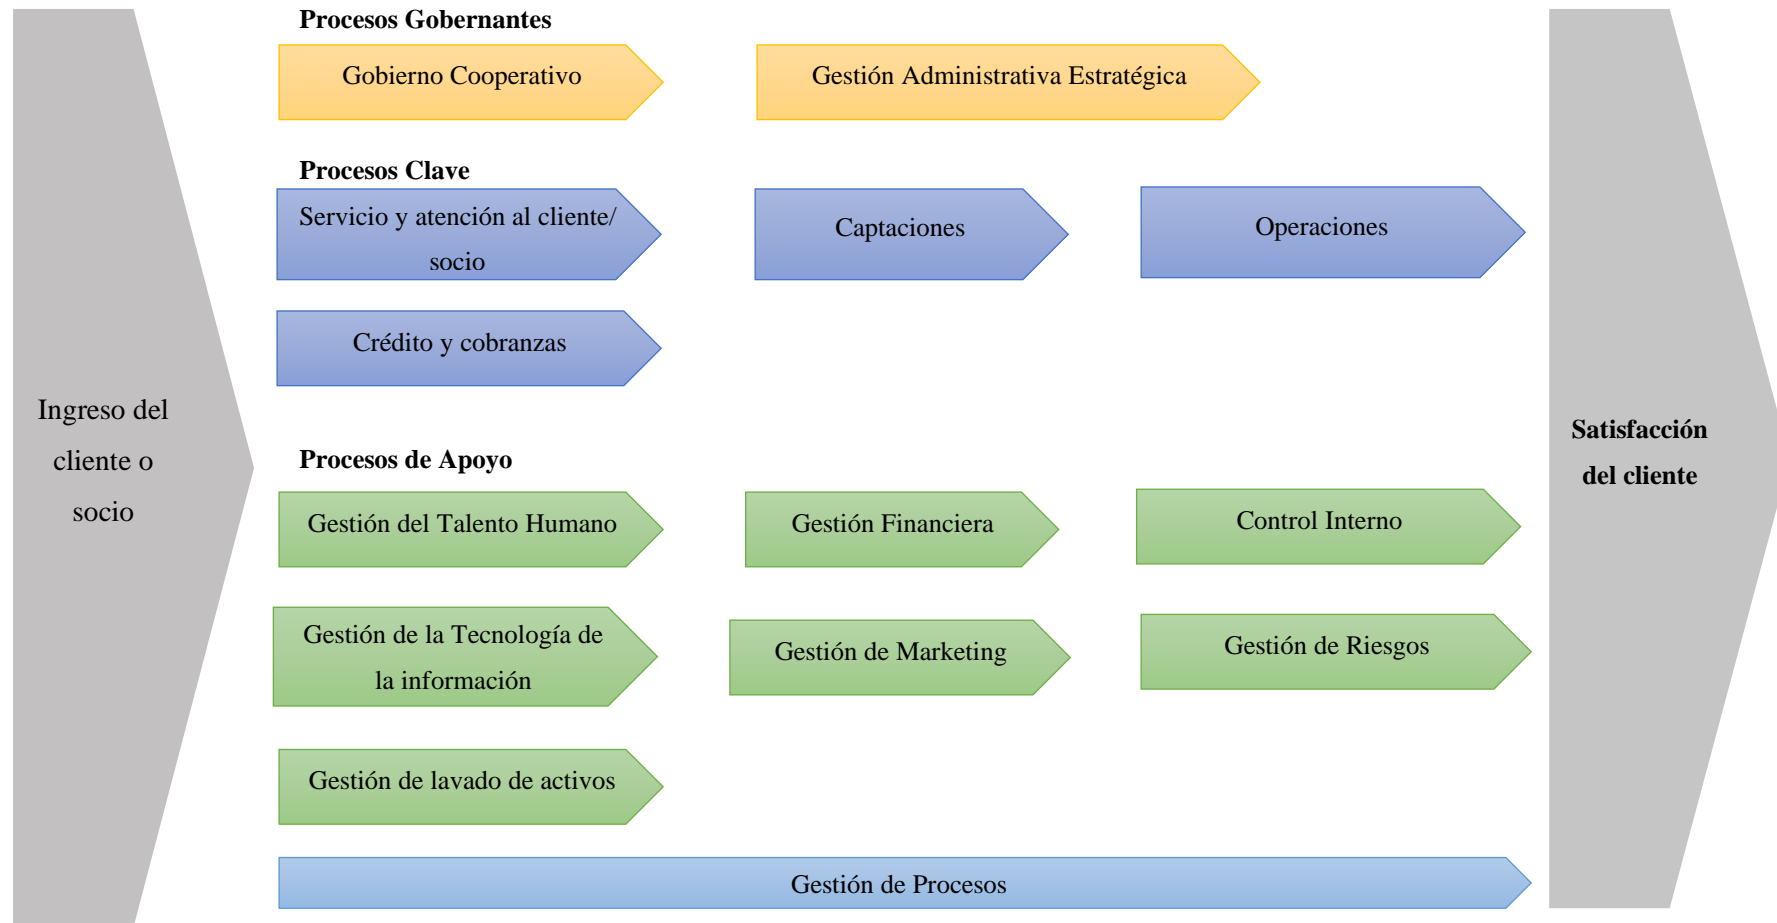 Procesos Gobernantes
Gobierno Cooperativo
Gestión Administrativa Estratégica
Procesos Clave
Servicio y atención al cliente/
socio
Captaciones
Operaciones
Crédito y cobranzas
Ingreso del
cliente o
socio
Procesos de Apoyo
Gestión del Talento Humano
Gestión Financiera
Control Interno
Gestión de la Tecnología de
la información
Gestión de Marketing
Gestión de Riesgos
Gestión de lavado de activos
Gestión de Procesos
Satisfacción
del cliente